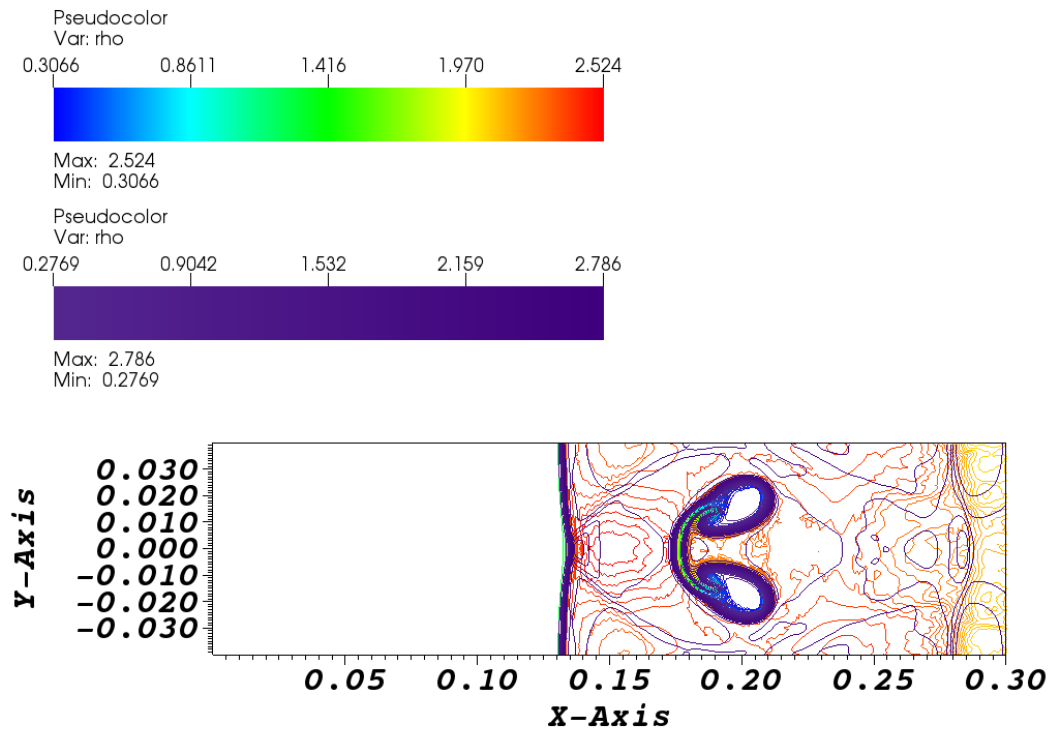 Pseudocolor
Var: rho
0.3066 0.8611 1.416 1.970 2.524
Max: 2.524
Min: 0.3066
Pseudocolor
Var: rho
0.2769 0.9042 1.532 2.159 2.786
Max: 2.786
Min: 0.2769
Y-Axis
0.030
0.020
0.010
0.000
-0.010
-0.020
-0.030
0.05 0.10 0.15 0.20 0.25 0.30
X-Axis